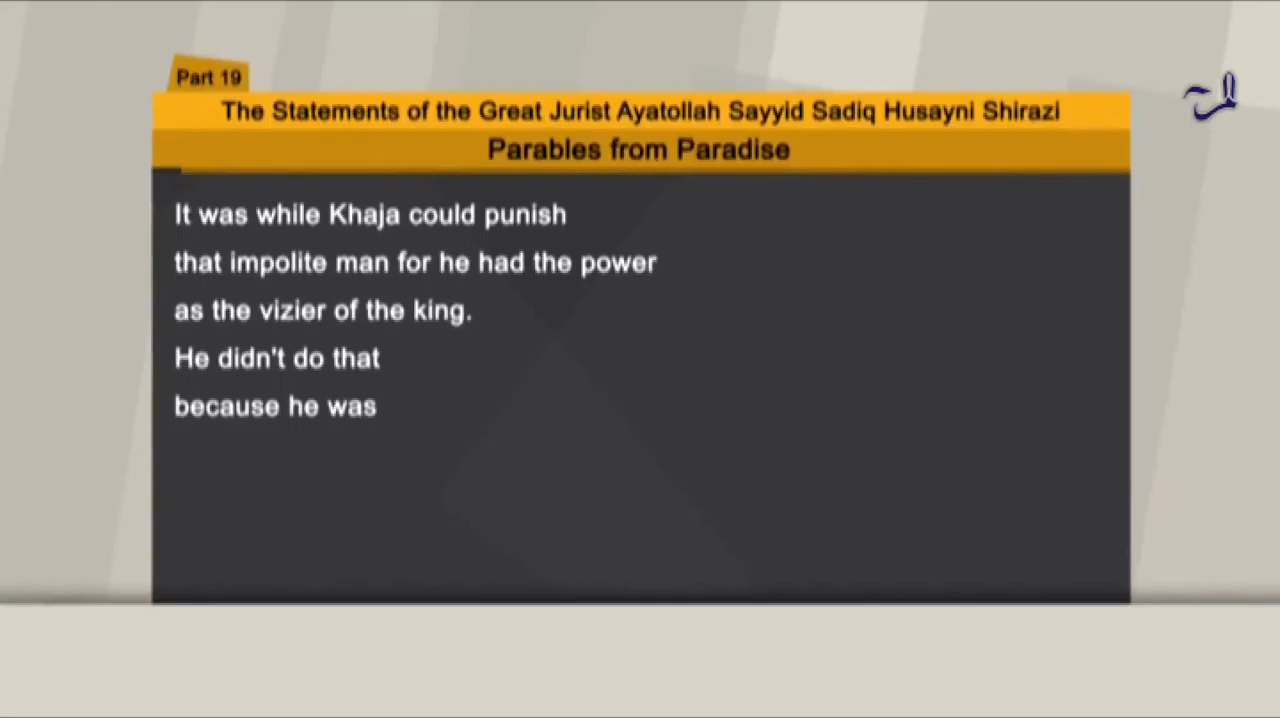 Part 19
The Statements of the Great Jurist Ayatollah Sayyid Sadiq Husayni Shirazi
Parables from Paradise
It was while Khaja could punish
that impolite man for he had the power
as the vizier of the king.
He didn't do that
because he was